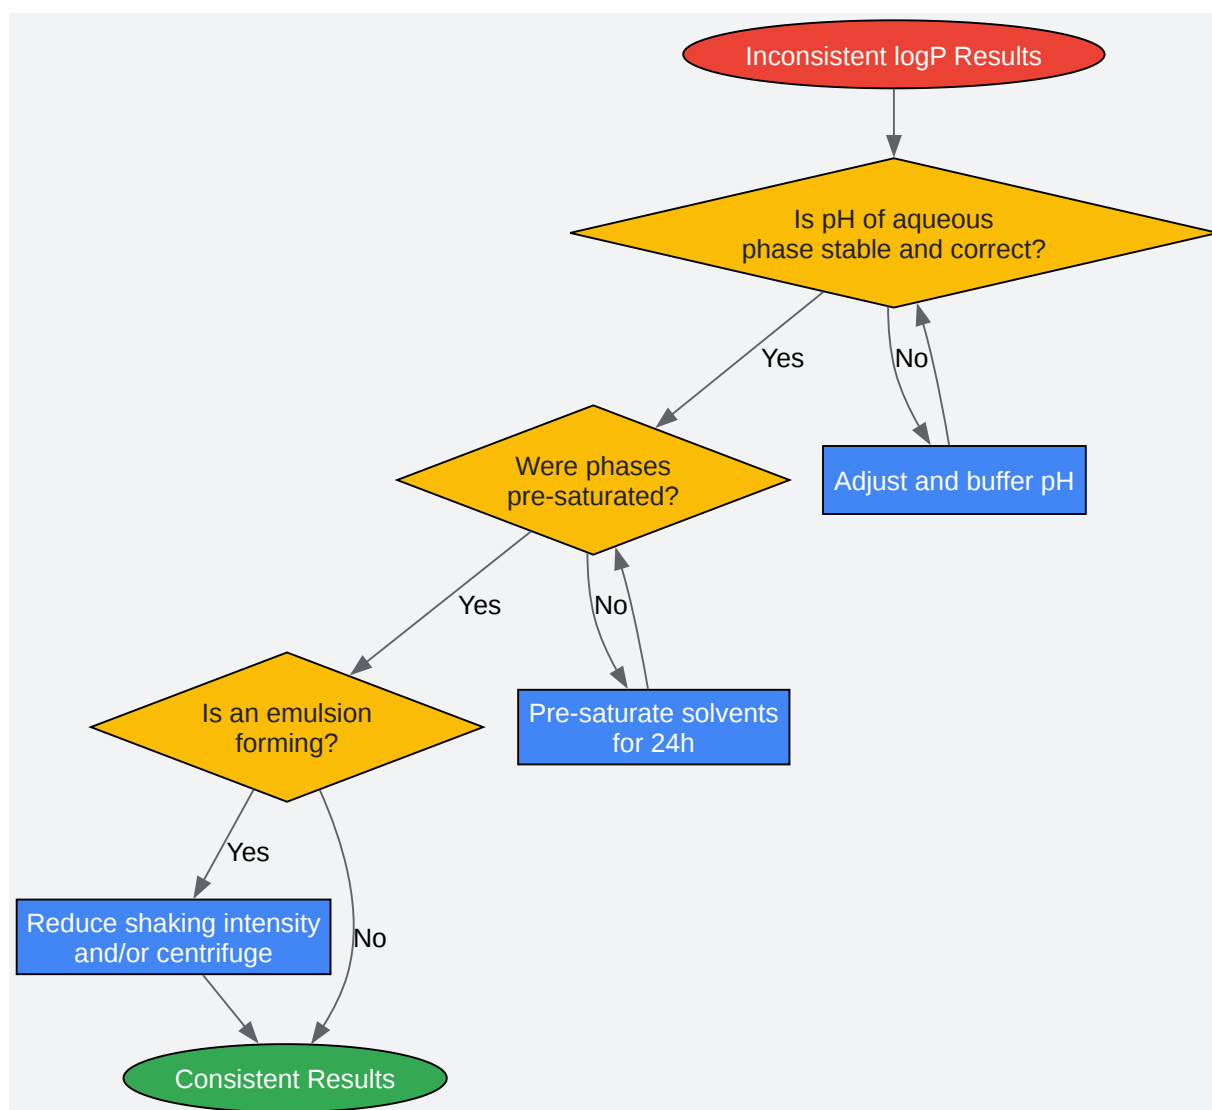 Inconsistent logP Results
Is pH of aqueous
phase stable and correct?
Yes
No
Were phases
pre-saturated?
Adjust and buffer pH
Yes
No
Is an emulsion
forming?
Pre-saturate solvents
for 24h
Yes
Reduce shaking intensity
and/or centrifuge
No
Consistent Results